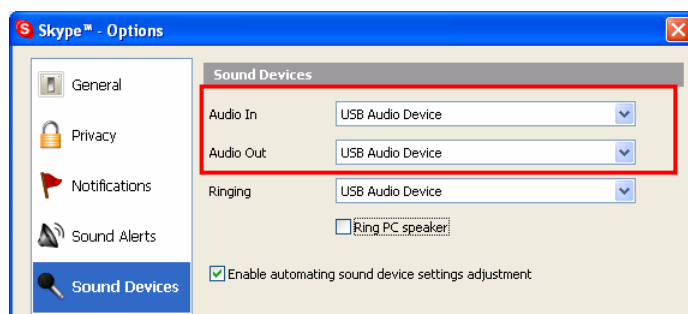 Skype™ - Options
General
Privacy
Notifications
Sound Alerts
Sound Devices
Sound Devices
Audio In USB Audio Device
Audio Out USB Audio Device
Ringing USB Audio Device
Ring PC speaker
Enable automating sound device settings adjustment